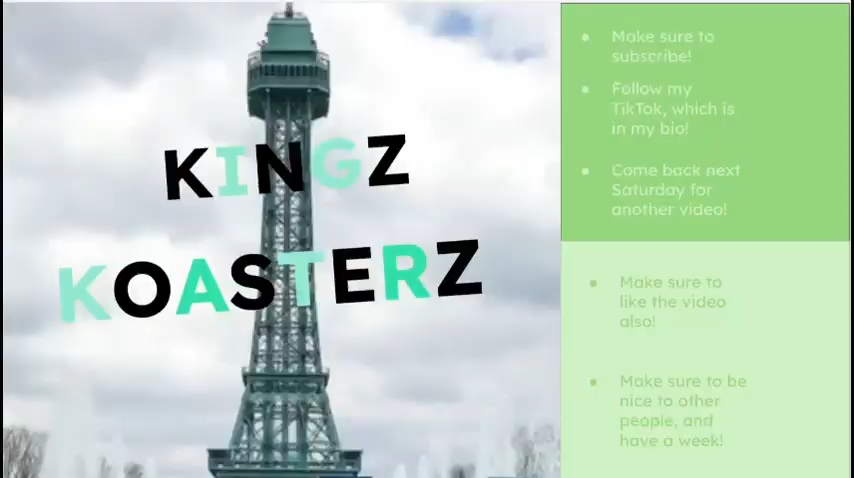 KINGZ
KOASTERZ
● Make sure to
subscribe!
● Follow my
TikTok, which is
in my bio!
● Come back next
Saturday for
another video!
● Make sure to
like the video
also!
● Make sure to be
nice to other
people, and
have a week!